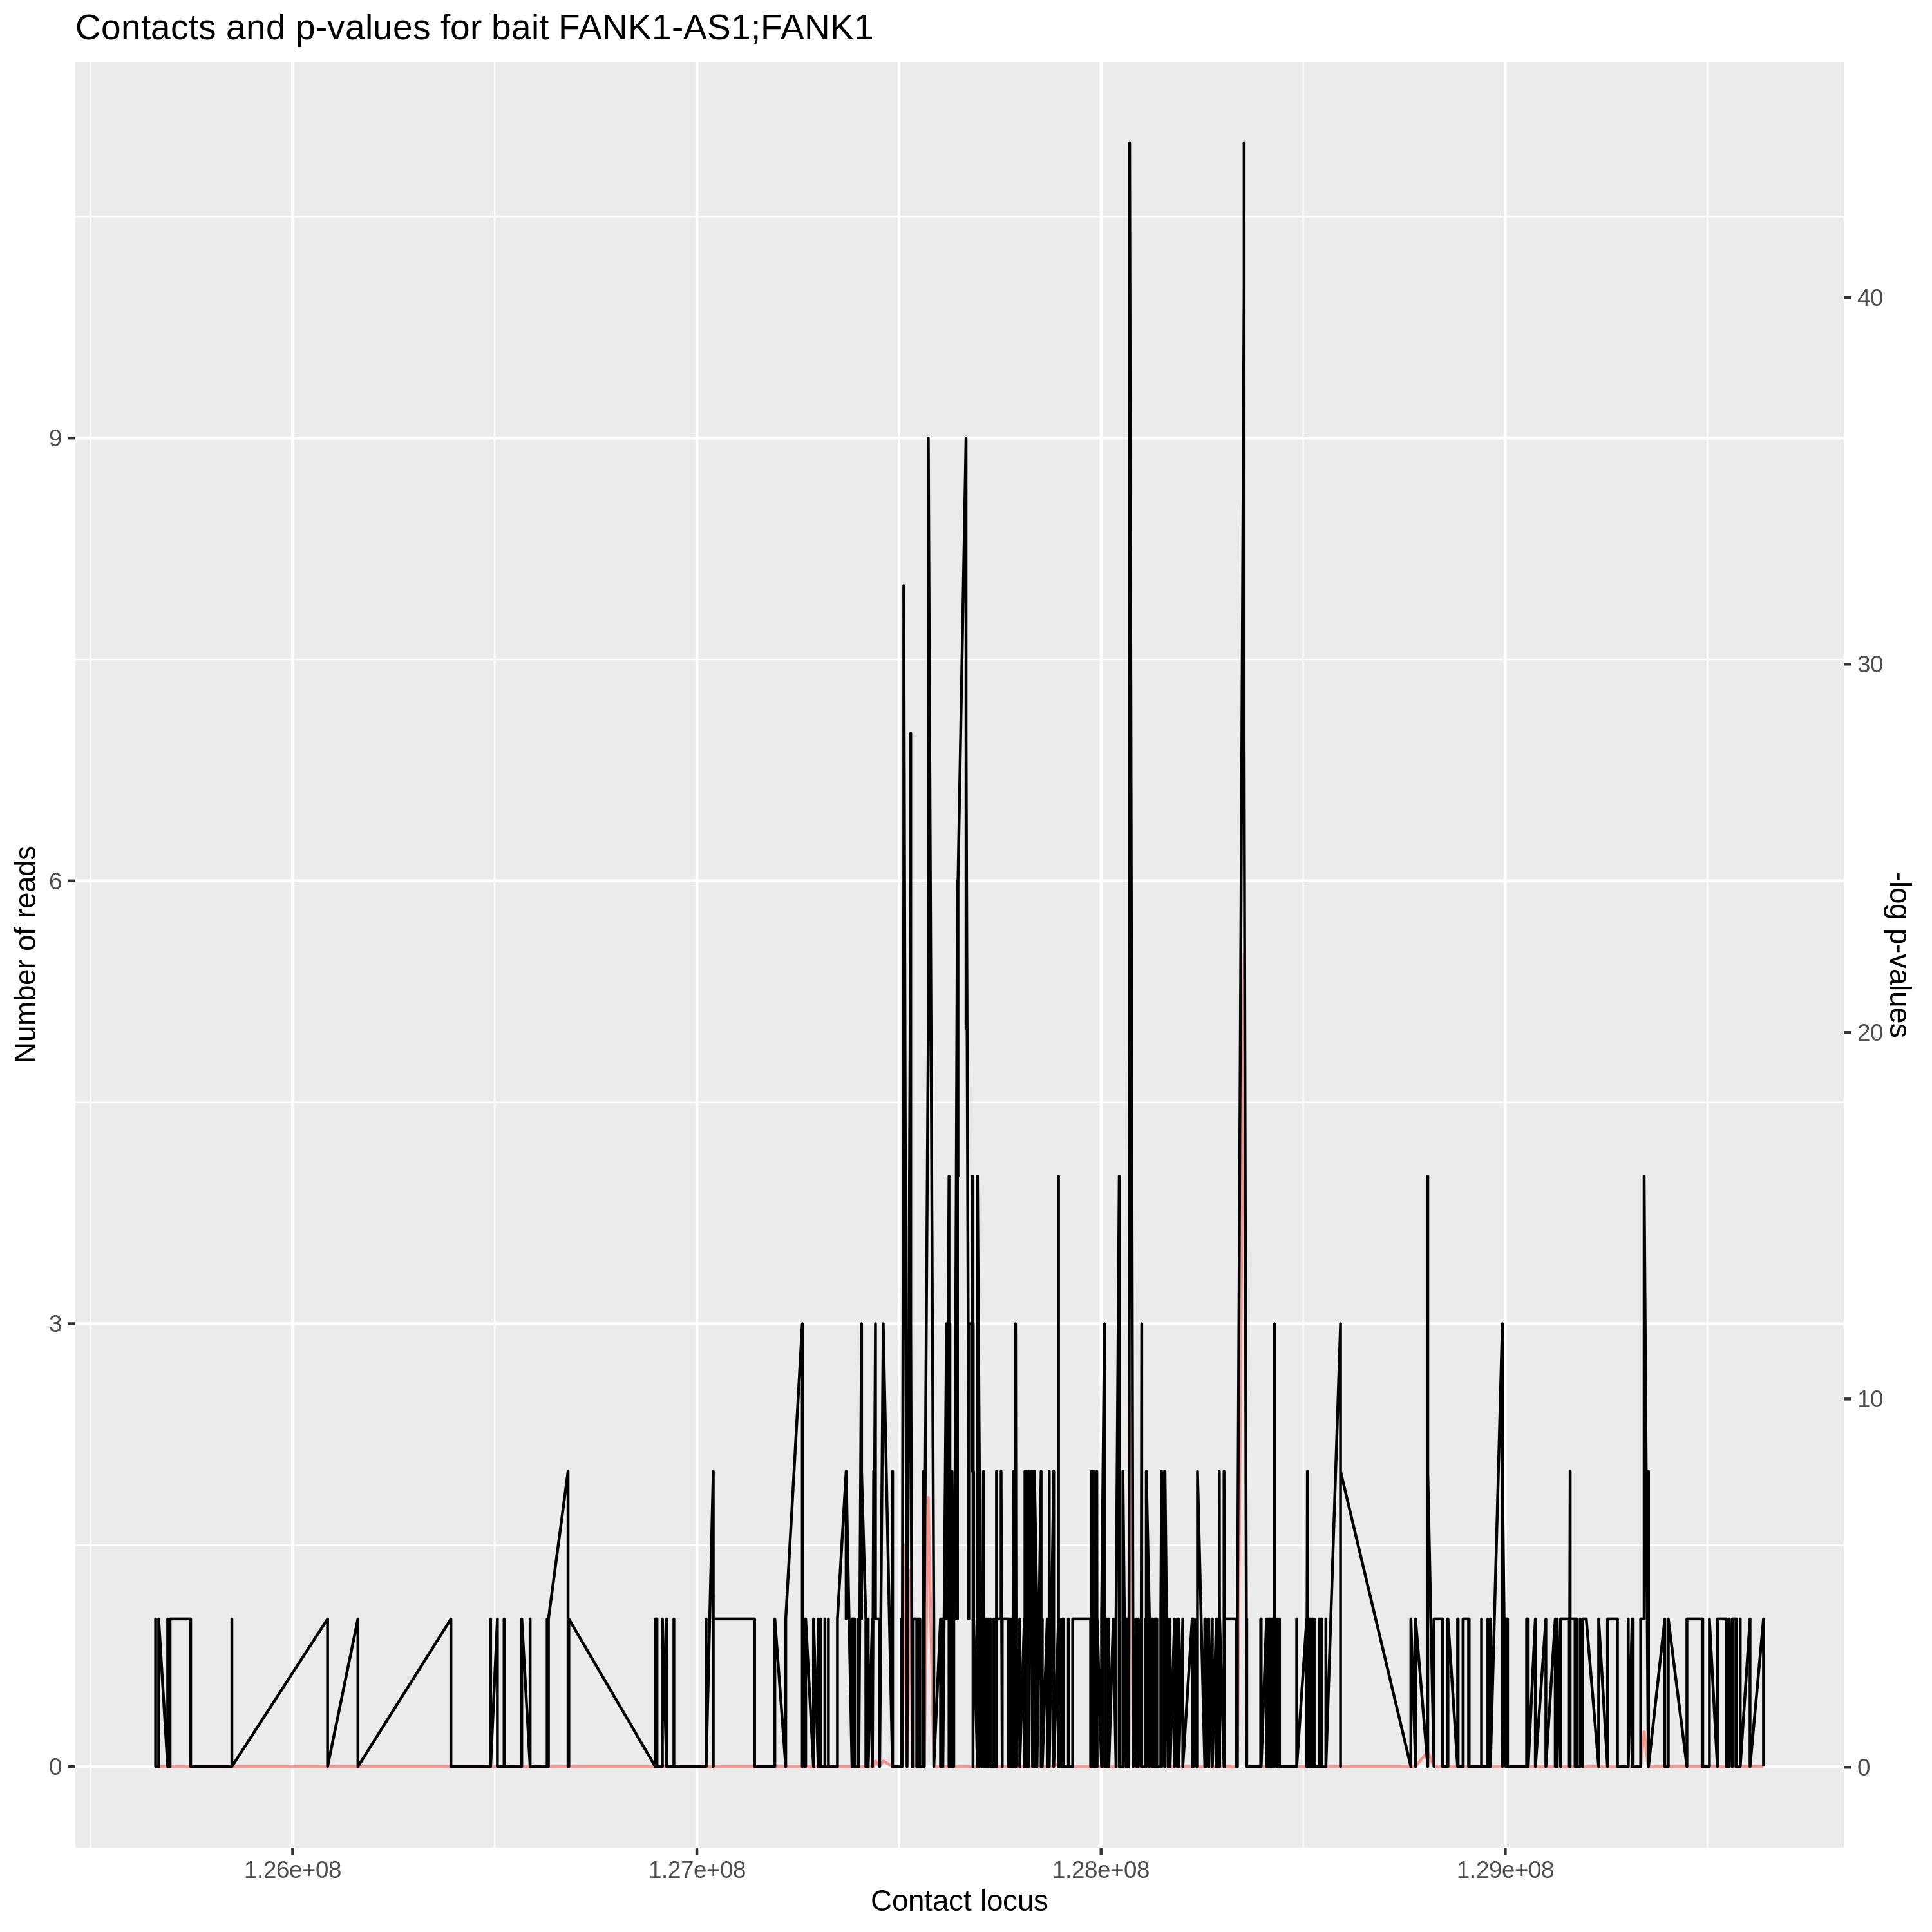 Contacts and p-values for bait FANK1-AS1;FANK1
Number of reads
9
6
3
0
40
30
20
10
0
-log p-values
1.26e+08
1.27e+08
1.28e+08
1.29e+08
Contact locus